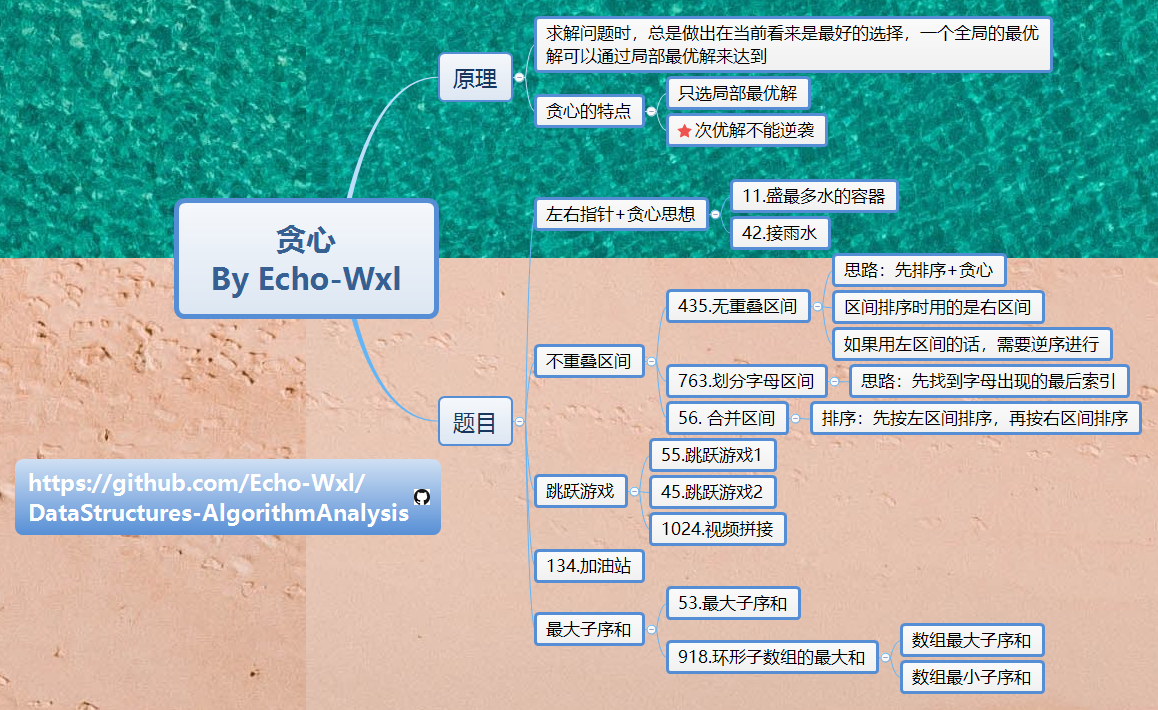 贪心
By Echo-Wxl
原理
求解问题时，总是做出在当前看来是最好的选择，一个全局的最优
解可以通过局部最优解来达到
贪心的特点
只选局部最优解
次优解不能逆袭
题目
左右指针+贪心思想
11.盛最多水的容器
42.接雨水
不重叠区间
435.无重叠区间
思路：先排序+贪心
区间排序时用的是右区间
如果用左区间的话，需要逆序进行
763.划分字母区间
思路：先找到字母出现的最后索引
56. 合并区间
排序：先按左区间排序，再按右区间排序
跳跃游戏
55.跳跃游戏1
45.跳跃游戏2
1024.视频拼接
134.加油站
最大子序和
53.最大子序和
918.环形子数组的最大和
数组最大子序和
数组最小子序和
https://github.com/Echo-Wxl/
DataStructures-AlgorithmAnalysis